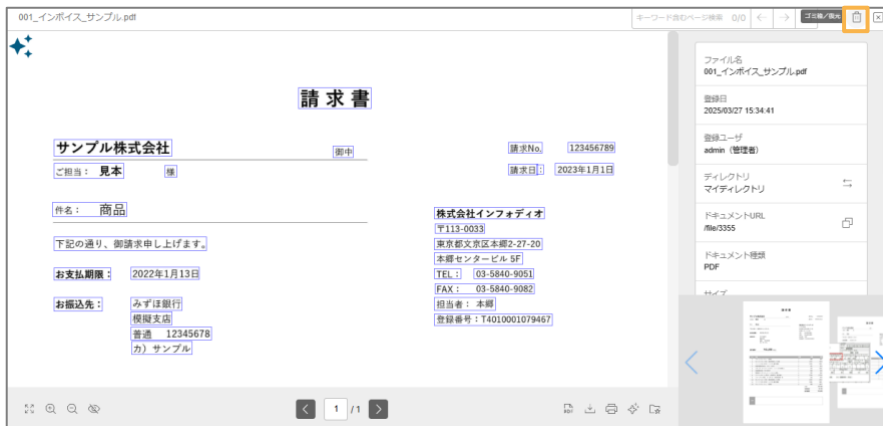 001_インボイス_サンプル.pdf
キーワード含むページ検索 0/0
ゴミ箱/復元
請求書
サンプル株式会社 御中
ご担当： 見本 様
件名： 商品
下記の通り、御請求申し上げます。
お支払期限： 2022年1月13日
お振込先： みずほ銀行
模擬支店
普通 12345678
カ）サンプル
請求No. 123456789
請求日： 2023年1月1日
株式会社インフォディオ
〒113-0033
東京都文京区本郷2-27-20
本郷センタービル 5F
TEL： 03-5840-9051
FAX： 03-5840-9082
担当者： 本郷
登録番号：T4010001079467
ファイル名
001_インボイス_サンプル.pdf
登録日
2025/03/27 15:34:41
登録ユーザ
admin（管理者）
ディレクトリ
マイディレクトリ
ドキュメントURL
/file/3355
ドキュメント種類
PDF
サイズ
1 /1